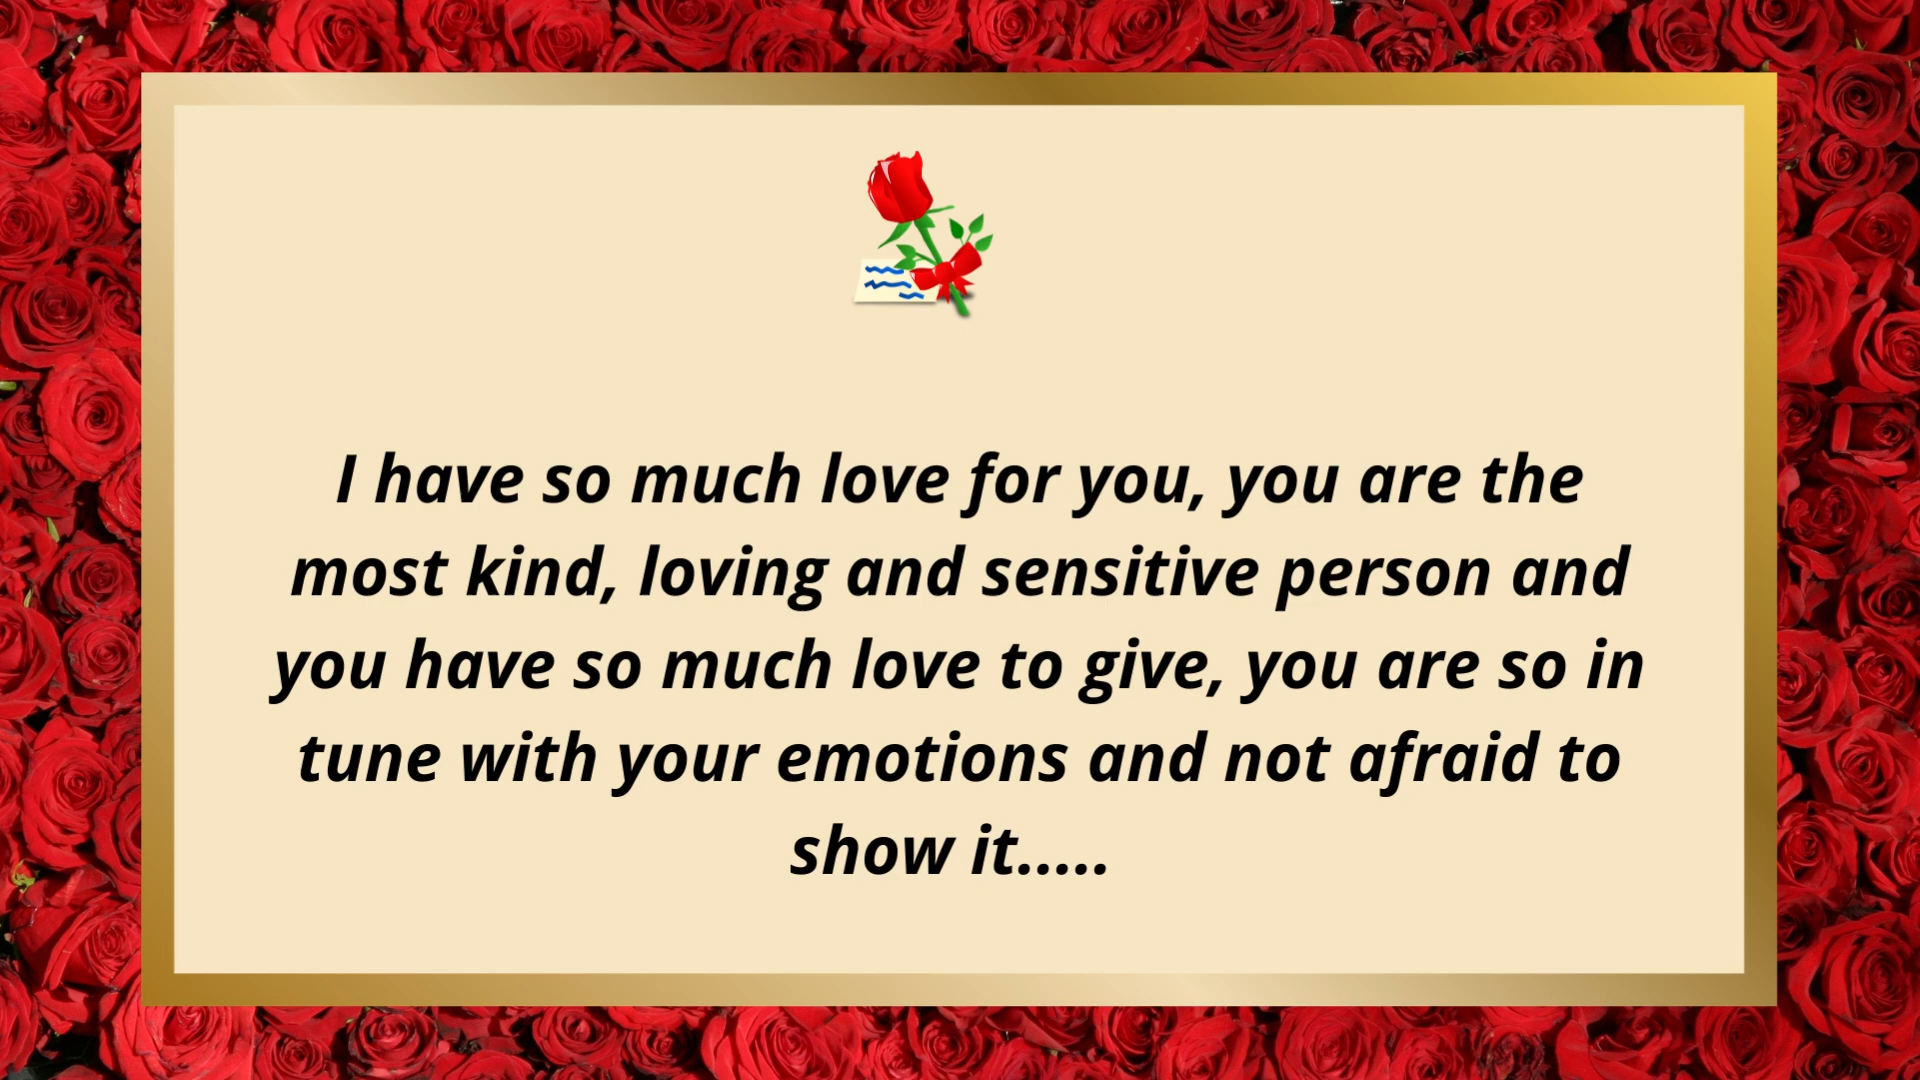 I have so much love for you, you are the
most kind, loving and sensitive person and
you have so much love to give, you are so in
tune with your emotions and not afraid to
show it.....